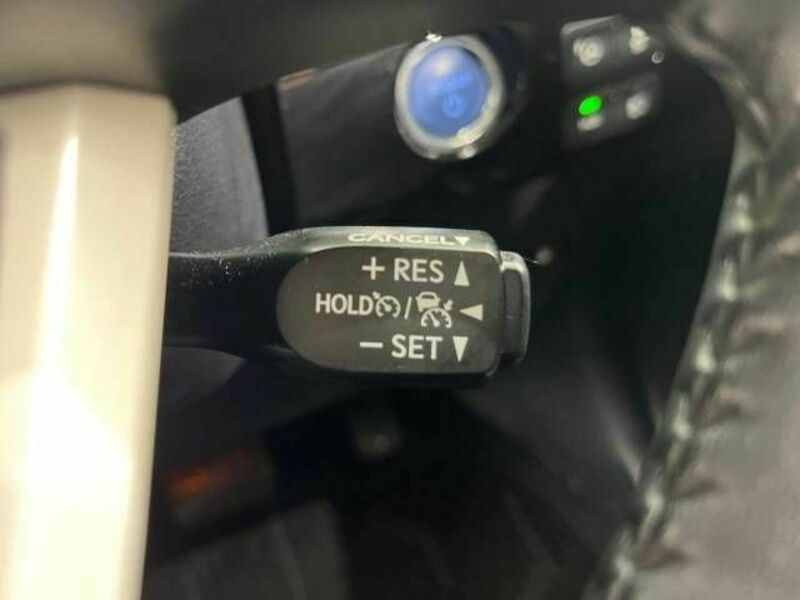 CANCEL▼
+ RES ▲
HOLD / ◀
− SET ▼